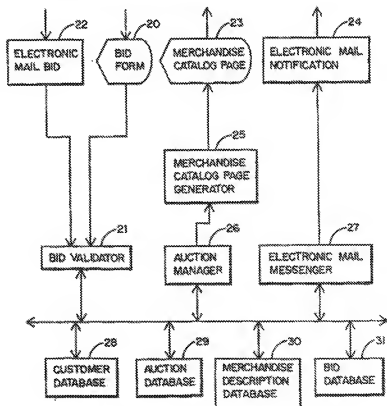 22
20
23
24
ELECTRONIC
MAIL BID
BID
FORM
MERCHANDISE
CATALOG PAGE
ELECTRONIC MAIL
NOTIFICATION
25
MERCHANDISE
CATALOG PAGE
GENERATOR
21
26
27
BID VALIDATOR
AUCTION
MANAGER
ELECTRONIC MAIL
MESSENGER
28
29
30
31
CUSTOMER
DATABASE
AUCTION
DATABASE
MERCHANDISE
DESCRIPTION
DATABASE
BID
DATABASE